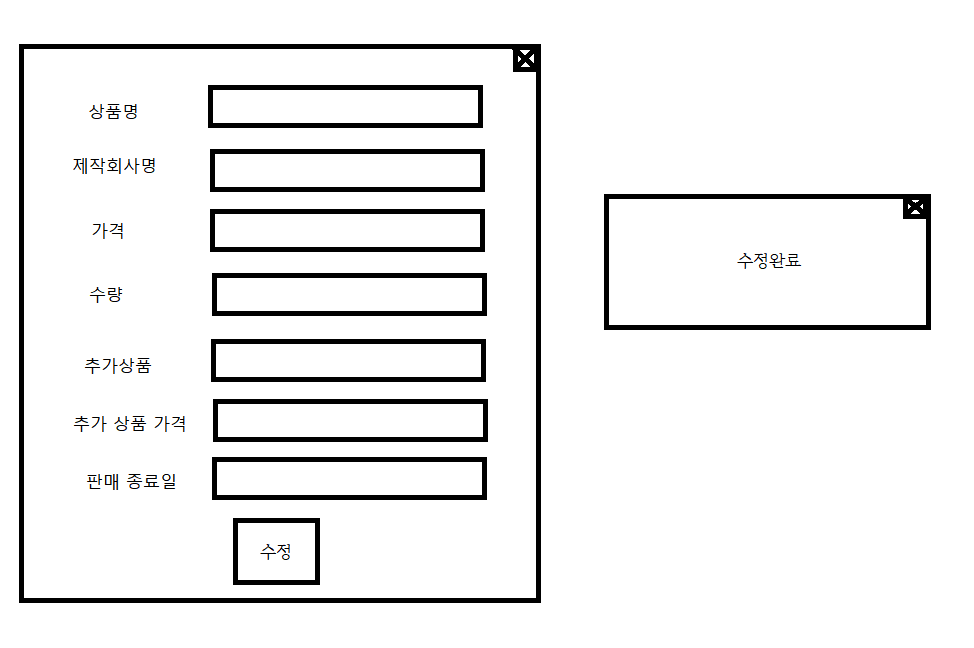 상품명
제작회사명
가격
수량
추가상품
추가 상품 가격
판매 종료일
수정
수정완료